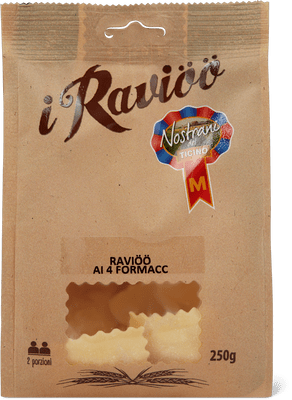 i Raviöö
Nostrani
TICINO
M
RAVIÖÖ
AI 4 FORMACC
2 porzioni
250g